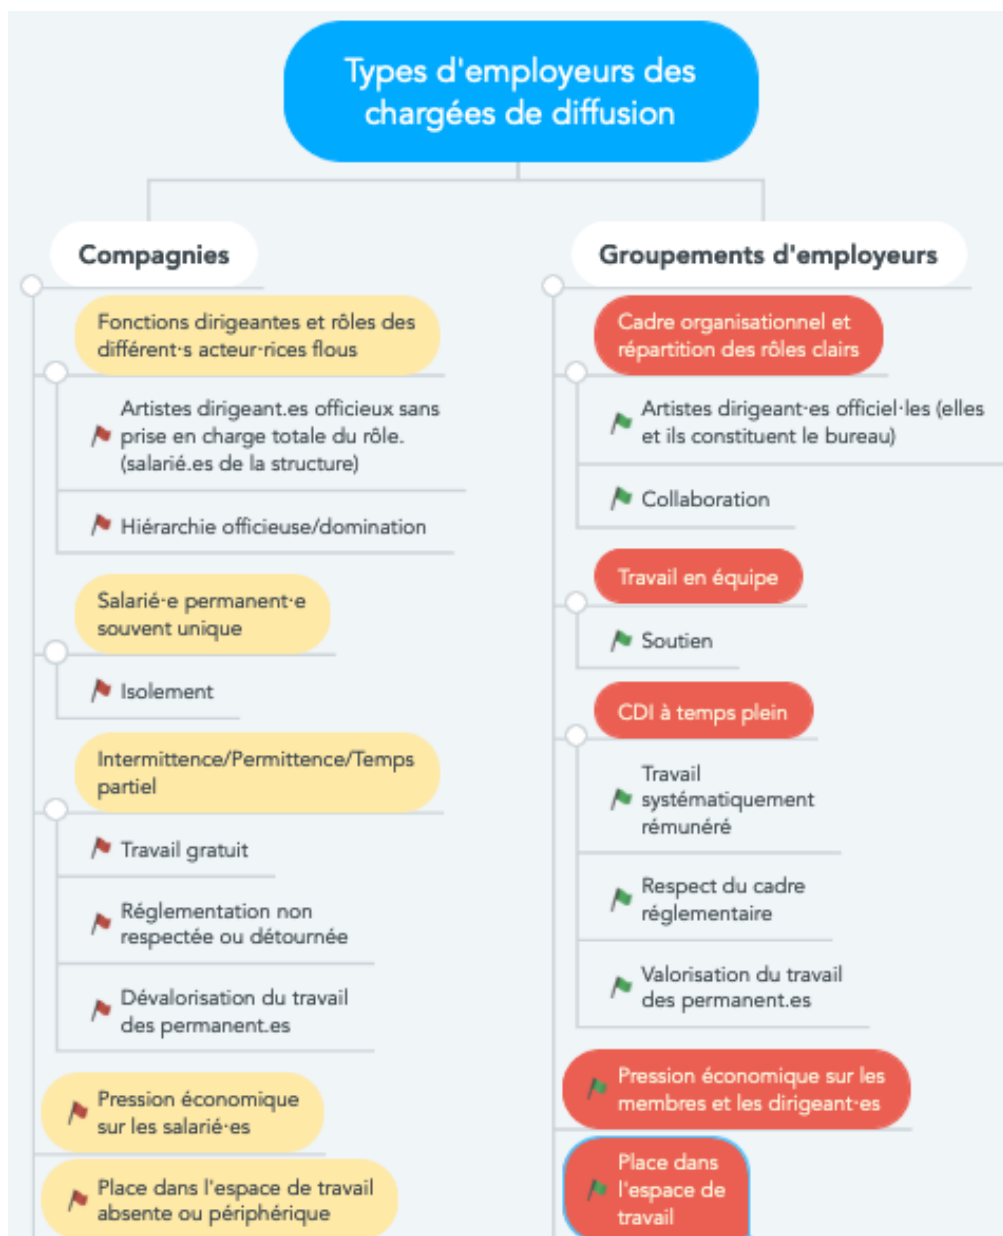 Types d'employeurs des
chargées de diffusion
Compagnies
Fonctions dirigeantes et rôles des
différent·s acteur·rices flous
Artistes dirigeant.es officieux sans
prise en charge totale du rôle.
(salarié.es de la structure)
Hiérarchie officieuse/domination
Salarié·e permanent·e
souvent unique
Isolement
Intermittence/Permittence/Temps
partiel
Travail gratuit
Réglementation non
respectée ou détournée
Dévalorisation du travail
des permanent.es
Pression économique
sur les salarié·es
Place dans l'espace de travail
absente ou périphérique
Groupements d'employeurs
Cadre organisationnel et
répartition des rôles clairs
Artistes dirigeant·es officiel·les (elles
et ils constituent le bureau)
Collaboration
Travail en équipe
Soutien
CDI à temps plein
Travail
systématiquement
rémunéré
Respect du cadre
réglementaire
Valorisation du travail
des permanent.es
Pression économique sur les
membres et les dirigeant·es
Place dans
l'espace de
travail